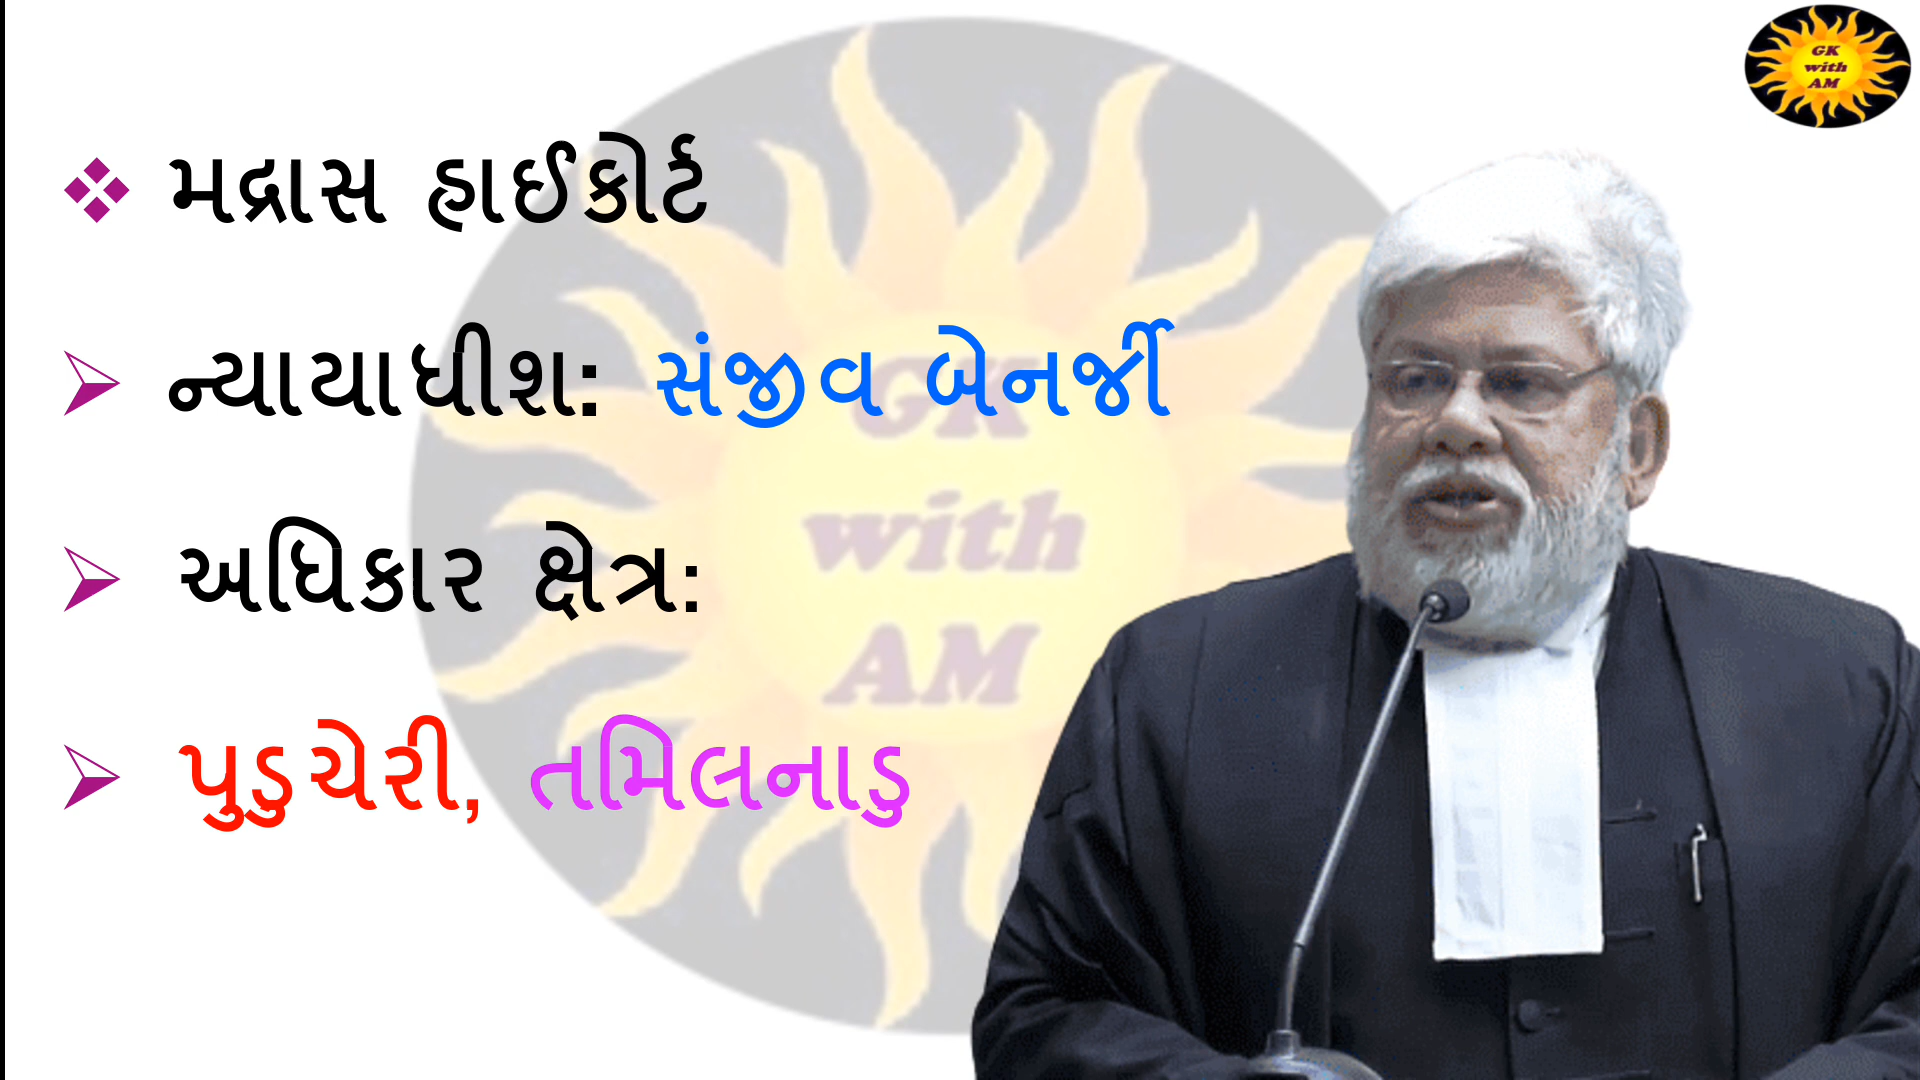 GK
with
AM
મદ્રાસ હાઈકોર્ટ
ન્યાયાધીશ: સંજીવ બેનર્જી
અધિકાર ક્ષેત્ર:
પુડુચેરી, તમિલનાડુ
GK
with
AM